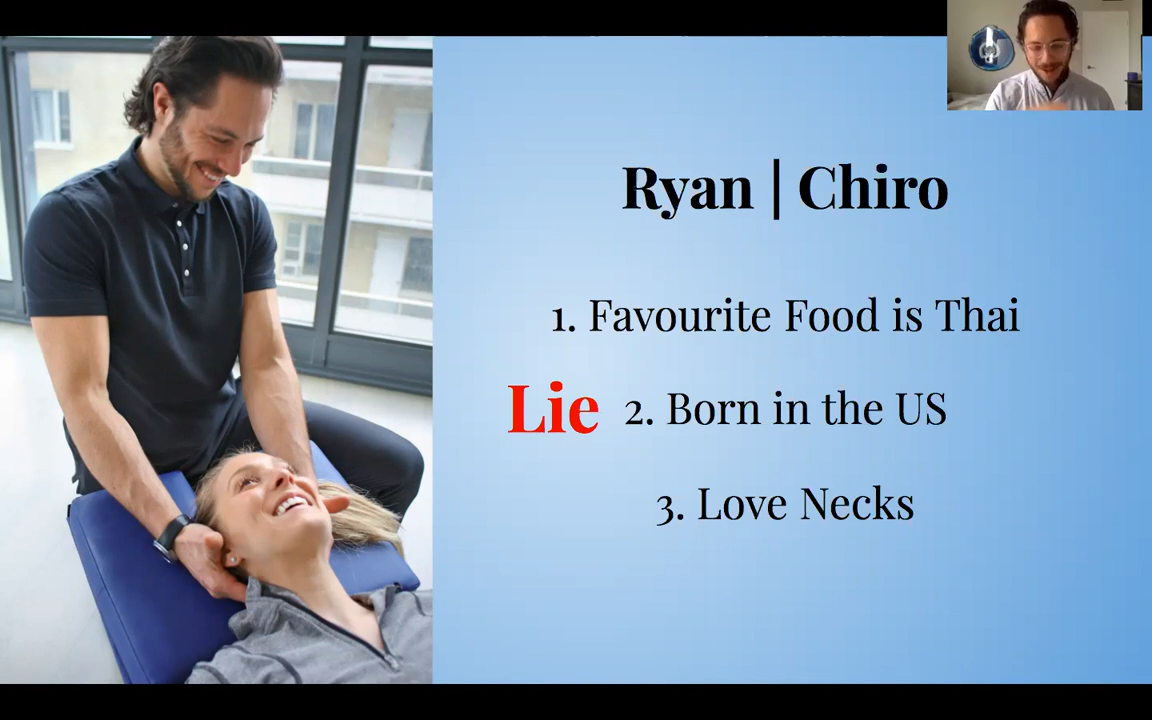 Ryan | Chiro
1. Favourite Food is Thai
Lie 2. Born in the US
3. Love Necks